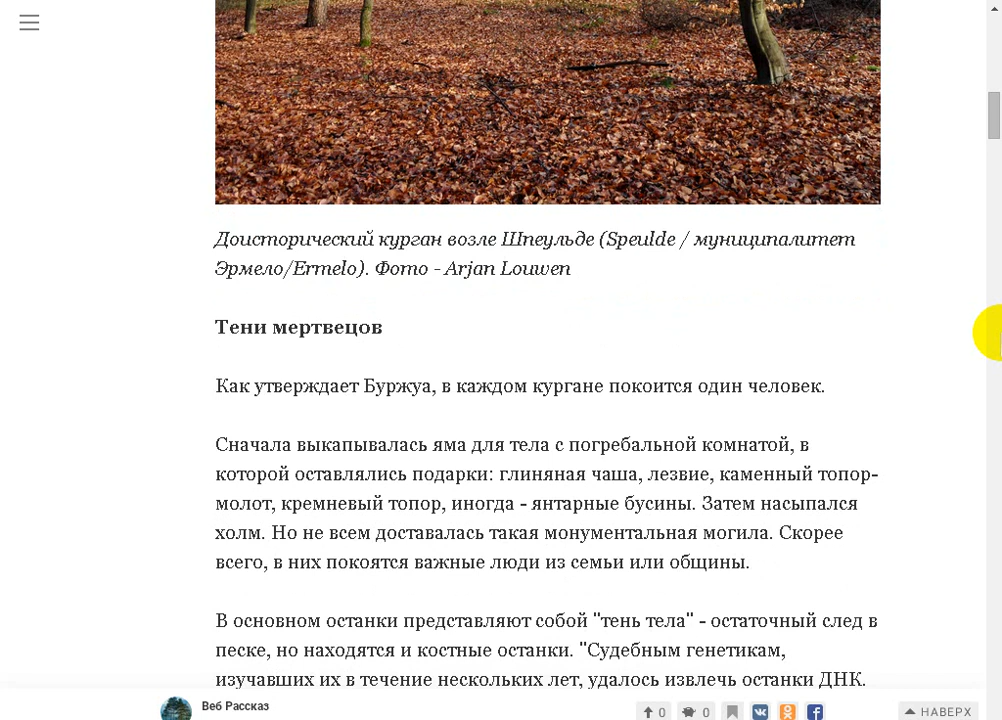 Доисторический курган возле Шпеульде (Speulde / муниципалитет
Эрмело/Ermelo). Фото - Arjan Louwen
Тени мертвецов
Как утверждает Буржуа, в каждом кургане покоится один человек.
Сначала выкапывалась яма для тела с погребальной комнатой, в
которой оставлялись подарки: глиняная чаша, лезвие, каменный топор-
молот, кремневый топор, иногда - янтарные бусины. Затем насыпался
холм. Но не всем доставалась такая монументальная могила. Скорее
всего, в них покоятся важные люди из семьи или общины.
В основном останки представляют собой "тень тела" - остаточный след в
песке, но находятся и костные останки. "Судебным генетикам,
изучавших их в течение нескольких лет, удалось извлечь останки ДНК.
Веб Рассказ
0 0 НАВЕРХ